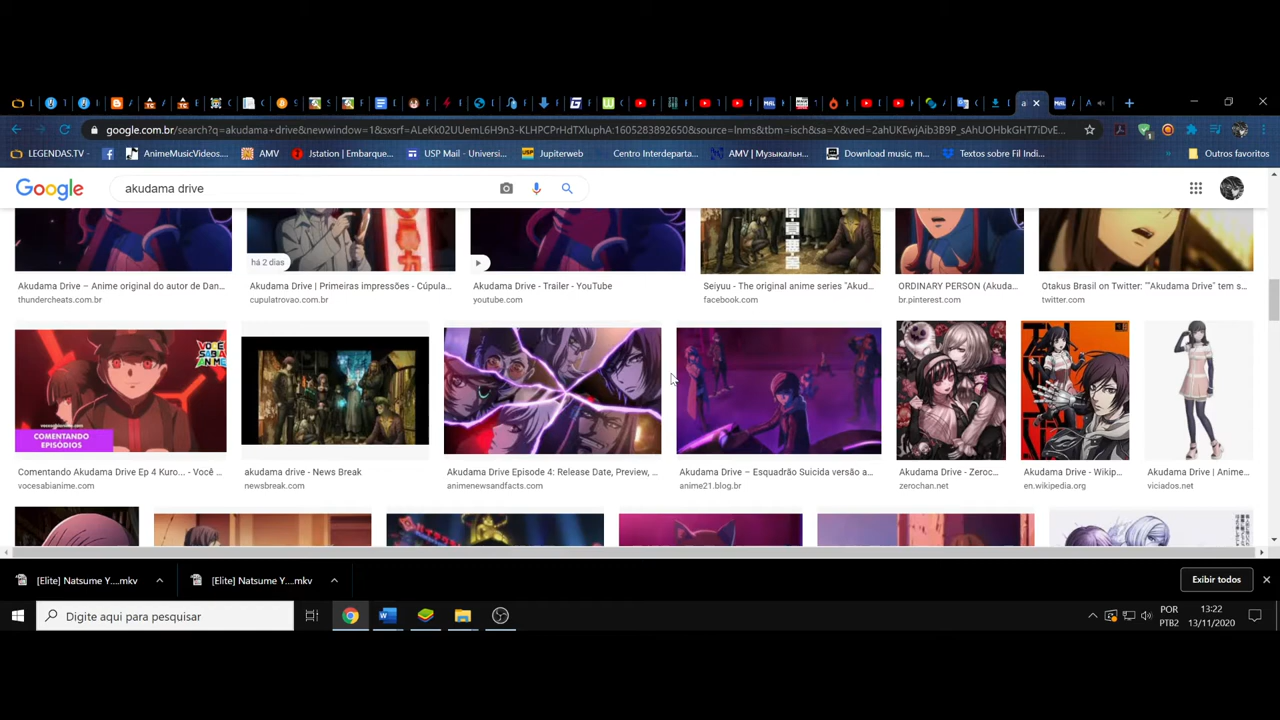 google.com.br/search?q=akudama+drive&newwindow=1&sxsrf=ALeKk02UUemL6H9n3-KLHPCPrHdTXluphA:1605283892650&source=lnms&tbm=isch&sa=X&ved=2ahUKEwjAib3B9P_sAhUOHbkGHT7iDvE...
LEGENDAS.TV - AnimeMusicVideos... AMV Jstation | Embarque... USP Mail - Universi... Jupiterweb Centro Interdeparta... AMV | Музыкальн... Download music, m... Textos sobre Fil Indi... » Outros favoritos
Google akudama drive
há 2 dias
Akudama Drive – Anime original do autor de Dan... Akudama Drive | Primeiras impressões - Cúpula... Akudama Drive - Trailer - YouTube Seiyuu - The original anime series "Akud... ORDINARY PERSON (Akuda... Otakus Brasil on Twitter: ""Akudama Drive" tem s...
thundercheats.com.br cupulatrovao.com.br youtube.com facebook.com br.pinterest.com twitter.com
VOCÊ SABIA ANIME
COMENTANDO
EPISÓDIOS
Comentando Akudama Drive Ep 4 Kuro... - Você ... akudama drive - News Break Akudama Drive Episode 4: Release Date, Preview, ... Akudama Drive – Esquadrão Suicida versão a... Akudama Drive - Zeroc... Akudama Drive - Wikip... Akudama Drive | Anime...
vocesabianime.com newsbreak.com animenewsandfacts.com anime21.blog.br zerochan.net en.wikipedia.org viciados.net
[Elite] Natsume Y....mkv [Elite] Natsume Y....mkv Exibir todos
Digite aqui para pesquisar
POR 13:22
PTB2 13/11/2020